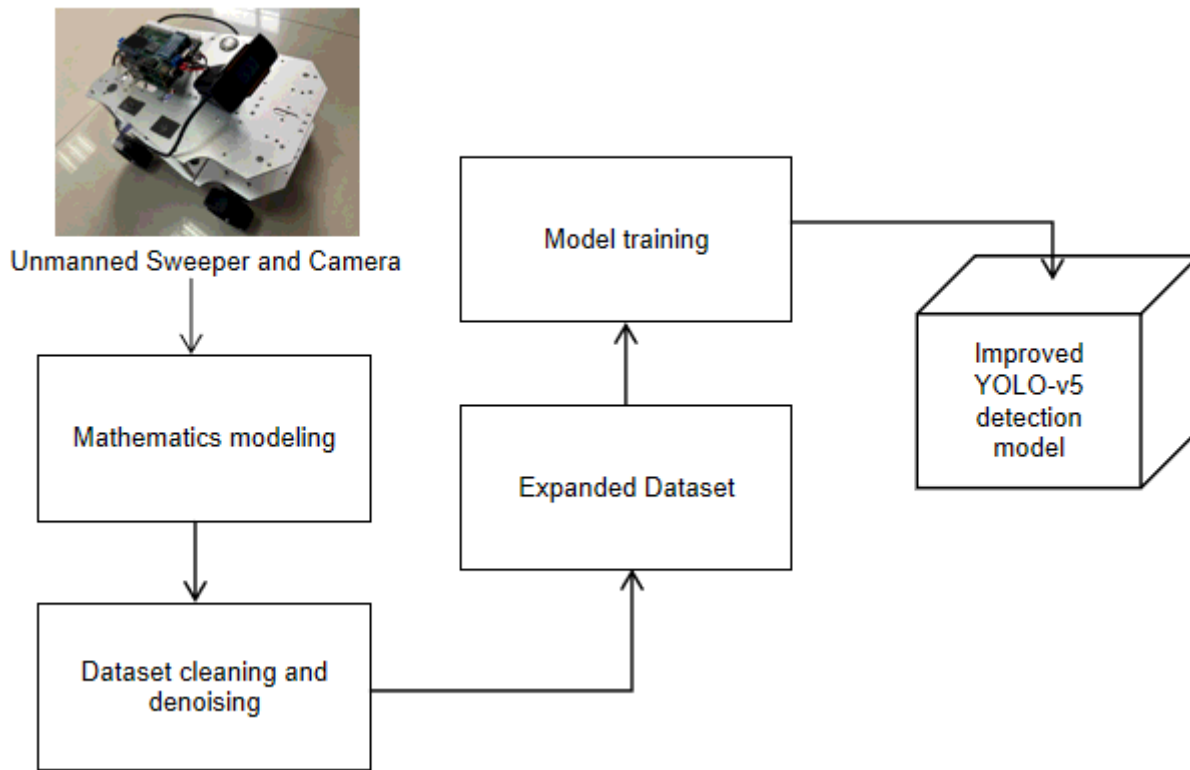 Unmanned Sweeper and Camera
Mathematics modeling
Dataset cleaning and
denoising
Expanded Dataset
Model training
Improved
YOLO-v5
detection
model